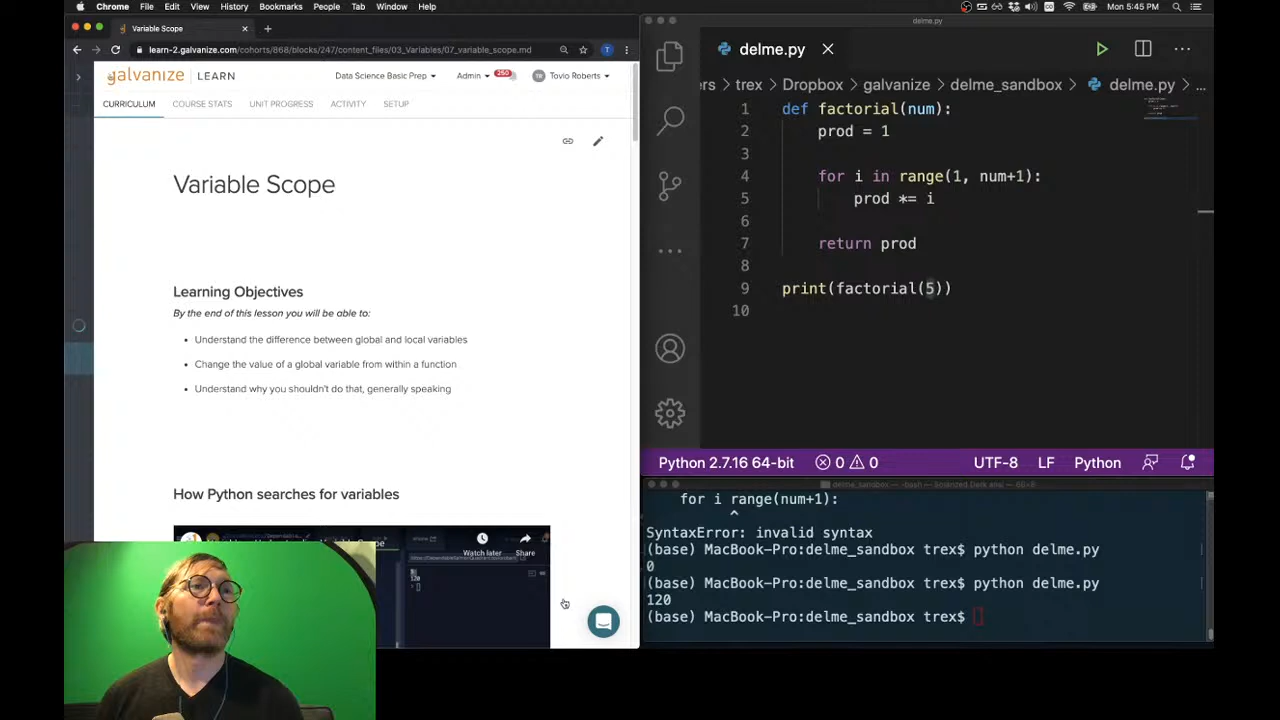 Chrome File Edit View History Bookmarks People Tab Window Help
Mon 5:45 PM
Variable Scope
delme.py
learn-2.galvanize.com/cohorts/868/blocks/247/content_files/03_Variables/07_variable_scope.md
T
galvanize LEARN
Data Science Basic Prep
Admin
250
TR
Tovio Roberts
CURRICULUM
COURSE STATS
UNIT PROGRESS
ACTIVITY
SETUP
Variable Scope
Learning Objectives
By the end of this lesson you will be able to:
Understand the difference between global and local variables
Change the value of a global variable from within a function
Understand why you shouldn't do that, generally speaking
How Python searches for variables
Watch later
Share
120
delme.py
ers > trex > Dropbox > galvanize > delme_sandbox > delme.py > ...
1 def factorial(num):
2 prod = 1
3
4 for i in range(1, num+1):
5 prod *= i
6
7 return prod
8
9 print(factorial(5))
10
Python 2.7.16 64-bit
0
0
UTF-8
LF
Python
for i range(num+1):
^
SyntaxError: invalid syntax
(base) MacBook-Pro:delme_sandbox trex$ python delme.py
0
(base) MacBook-Pro:delme_sandbox trex$ python delme.py
120
(base) MacBook-Pro:delme_sandbox trex$